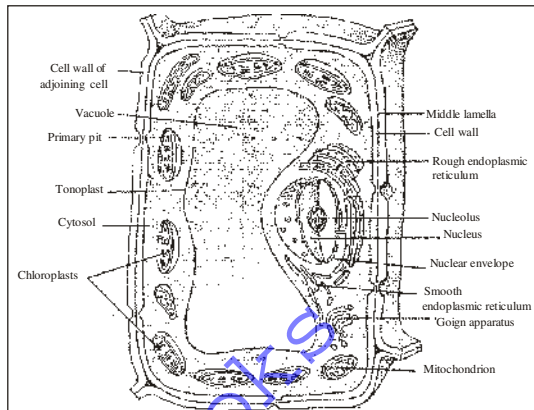 Cell wall of
adjoining cell
Vacuole
Primary pit
Tonoplast
Cytosol
Chloroplasts
Middle lamella
Cell wall
Rough endoplasmic
reticulum
Nucleolus
Nucleus
Nuclear envelope
Smooth
endoplasmic reticulum
'Goign apparatus
Mitochondrion
oks